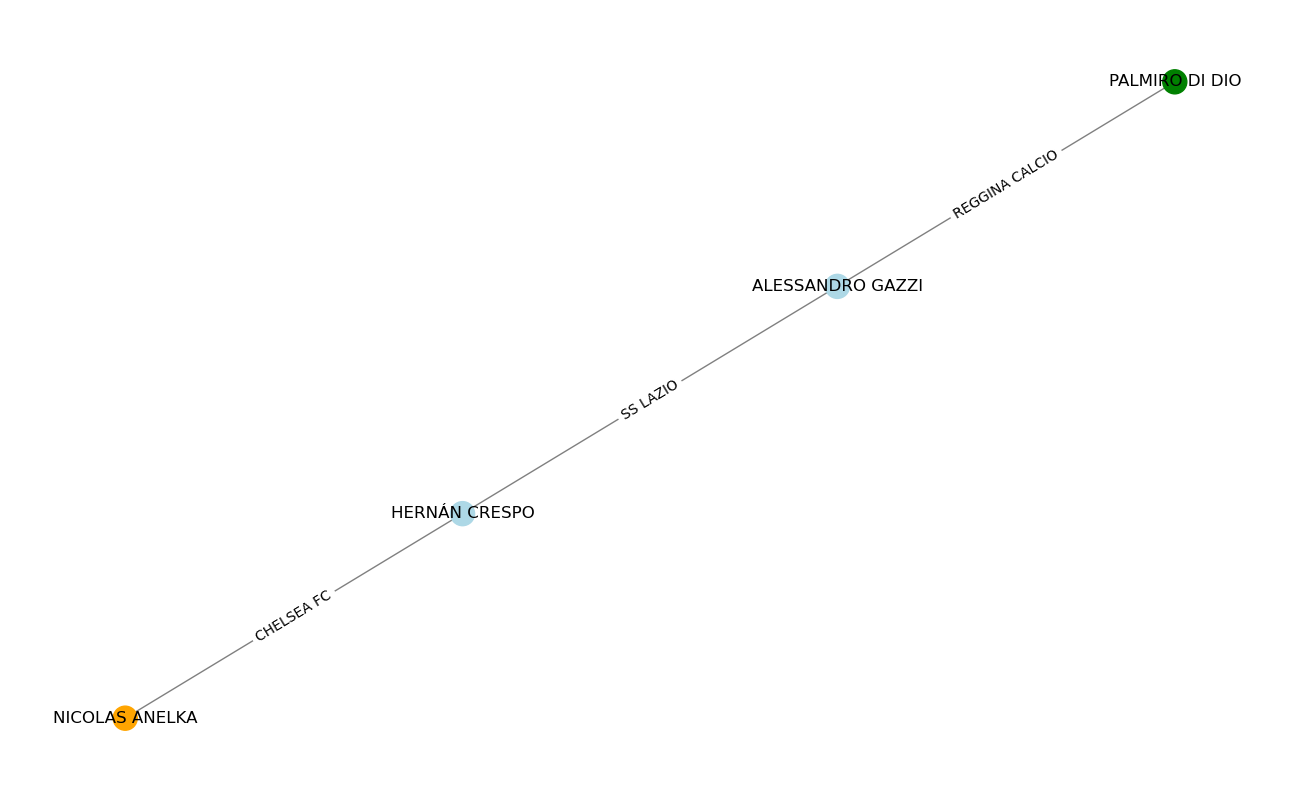 PALMIRO DI DIO
REGGINA CALCIO
ALESSANDRO GAZZI
SS LAZIO
HERNÁN CRESPO
CHELSEA FC
NICOLAS ANELKA